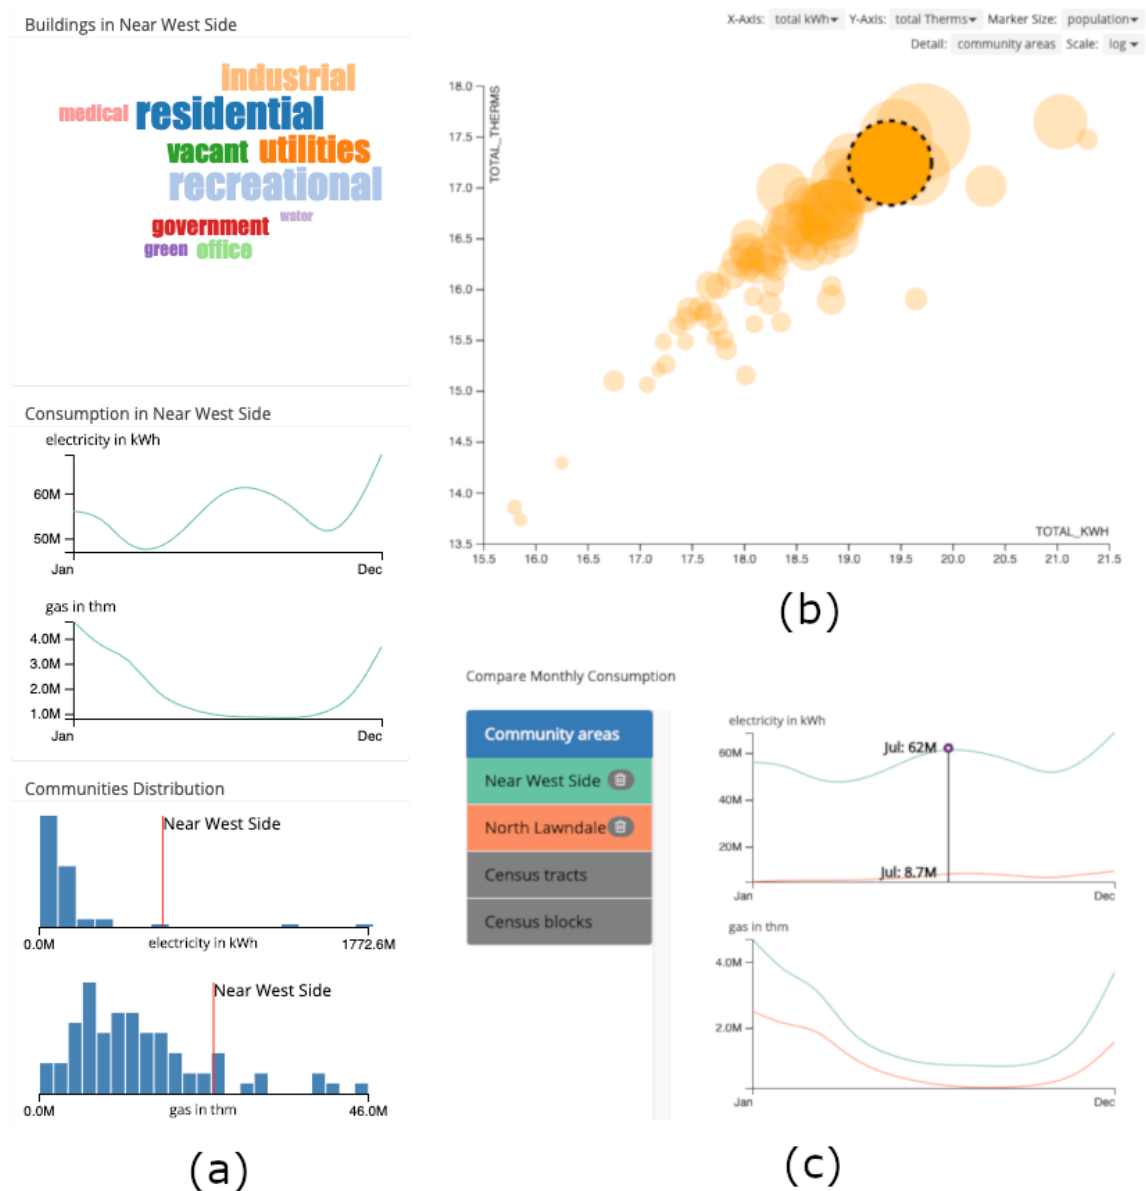 Buildings in Near West Side
industrial
medical residential
vacant utilities
recreational
water
government
green office
Consumption in Near West Side
electricity in kWh
60M
50M
Jan Dec
gas in thm
4.0M
3.0M
2.0M
1.0M
Jan Dec
Communities Distribution
Near West Side
0.0M electricity in kWh 1772.6M
Near West Side
0.0M gas in thm 46.0M
(a)
X-Axis: total kWh Y-Axis: total Therms Marker Size: population
Detail: community areas Scale: log
TOTAL_THERMS
18.0
17.5
17.0
16.5
16.0
15.5
15.0
14.5
14.0
13.5
TOTAL_KWH
15.5 16.0 16.5 17.0 17.5 18.0 18.5 19.0 19.5 20.0 20.5 21.0 21.5
(b)
Compare Monthly Consumption
Community areas
Near West Side
North Lawndale
Census tracts
Census blocks
electricity in kWh
60M
Jul: 62M
40M
20M
Jul: 8.7M
Jan Dec
gas in thm
4.0M
2.0M
Jan Dec
(c)